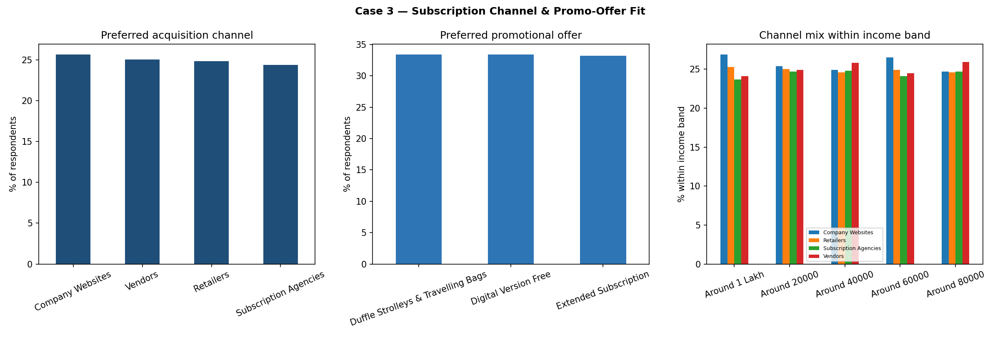 Case 3 — Subscription Channel & Promo-Offer Fit
Preferred acquisition channel
% of respondents
25
20
15
10
5
0
Company Websites
Vendors
Retailers
Subscription Agencies
Preferred promotional offer
% of respondents
35
30
25
20
15
10
5
0
Duffle Strolleys & Travelling Bags
Digital Version Free
Extended Subscription
Channel mix within income band
% within income band
25
20
15
10
5
0
Company Websites
Retailers
Subscription Agencies
Vendors
Around 1 Lakh
Around 20000
Around 40000
Around 60000
Around 80000